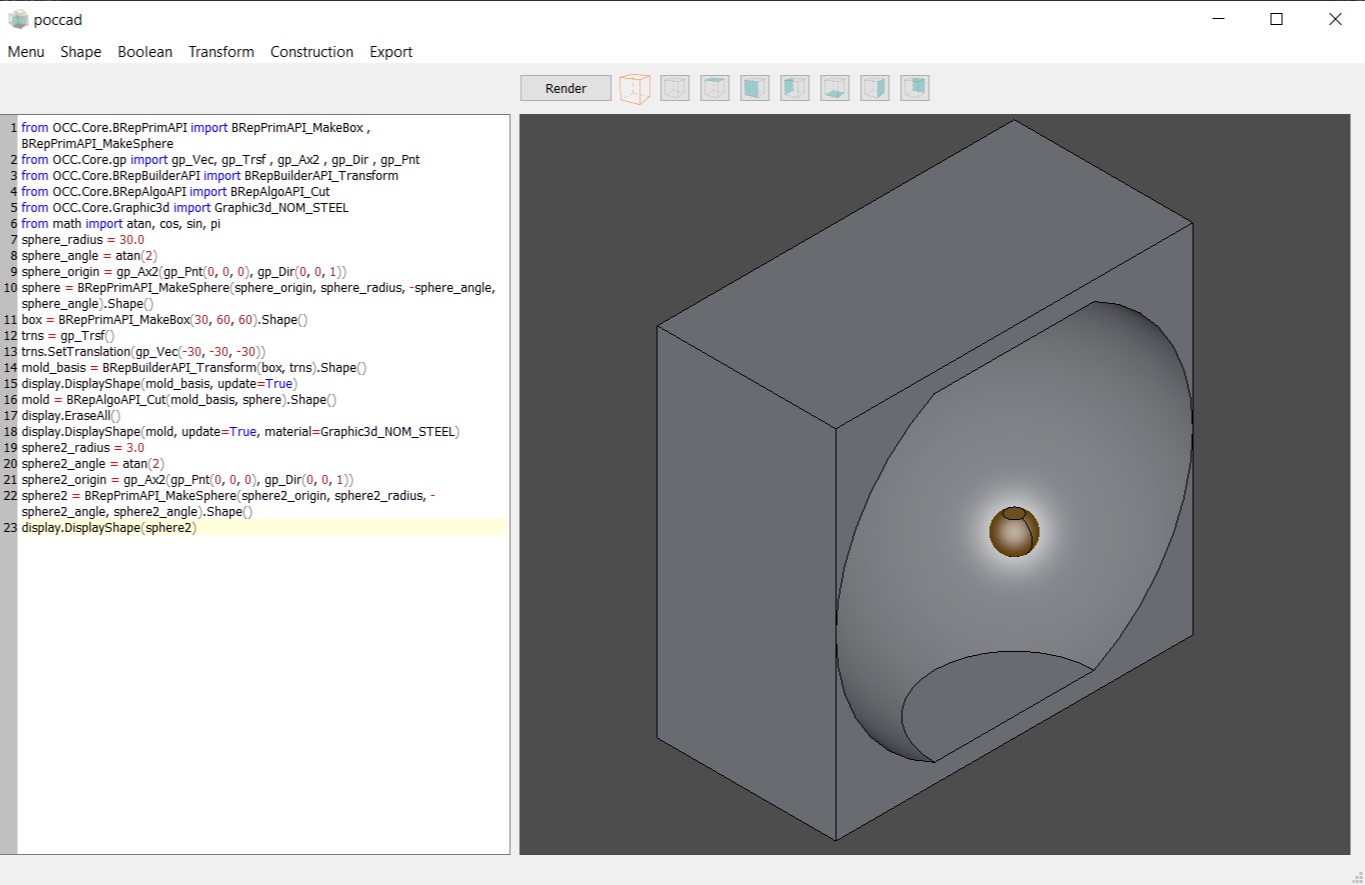 poccad
Menu Shape Boolean Transform Construction Export
Render
1 from OCC.Core.BRepPrimAPI import BRepPrimAPI_MakeBox ,
BRepPrimAPI_MakeSphere
2 from OCC.Core.gp import gp_Vec, gp_Trsf , gp_Ax2 , gp_Dir , gp_Pnt
3 from OCC.Core.BRepBuilderAPI import BRepBuilderAPI_Transform
4 from OCC.Core.BRepAlgoAPI import BRepAlgoAPI_Cut
5 from OCC.Core.Graphic3d import Graphic3d_NOM_STEEL
6 from math import atan, cos, sin, pi
7 sphere_radius = 30.0
8 sphere_angle = atan(2)
9 sphere_origin = gp_Ax2(gp_Pnt(0, 0, 0), gp_Dir(0, 0, 1))
10 sphere = BRepPrimAPI_MakeSphere(sphere_origin, sphere_radius, -sphere_angle,
sphere_angle).Shape()
11 box = BRepPrimAPI_MakeBox(30, 60, 60).Shape()
12 trns = gp_Trsf()
13 trns.SetTranslation(gp_Vec(-30, -30, -30))
14 mold_basis = BRepBuilderAPI_Transform(box, trns).Shape()
15 display.DisplayShape(mold_basis, update=True)
16 mold = BRepAlgoAPI_Cut(mold_basis, sphere).Shape()
17 display.EraseAll()
18 display.DisplayShape(mold, update=True, material=Graphic3d_NOM_STEEL)
19 sphere2_radius = 3.0
20 sphere2_angle = atan(2)
21 sphere2_origin = gp_Ax2(gp_Pnt(0, 0, 0), gp_Dir(0, 0, 1))
22 sphere2 = BRepPrimAPI_MakeSphere(sphere2_origin, sphere2_radius, -
sphere2_angle, sphere2_angle).Shape()
23 display.DisplayShape(sphere2)